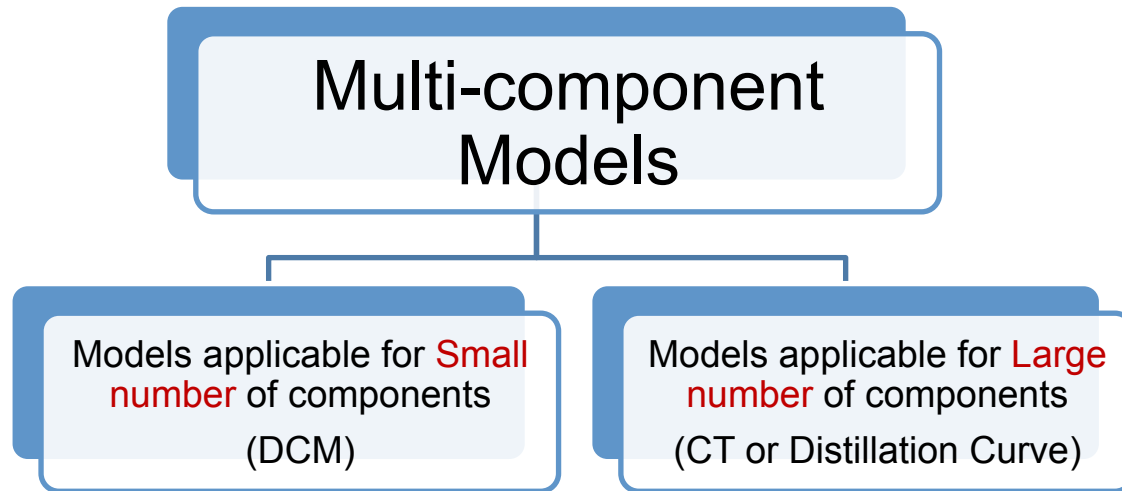 Multi-component
Models
Models applicable for Small
number of components
(DCM)
Models applicable for Large
number of components
(CT or Distillation Curve)